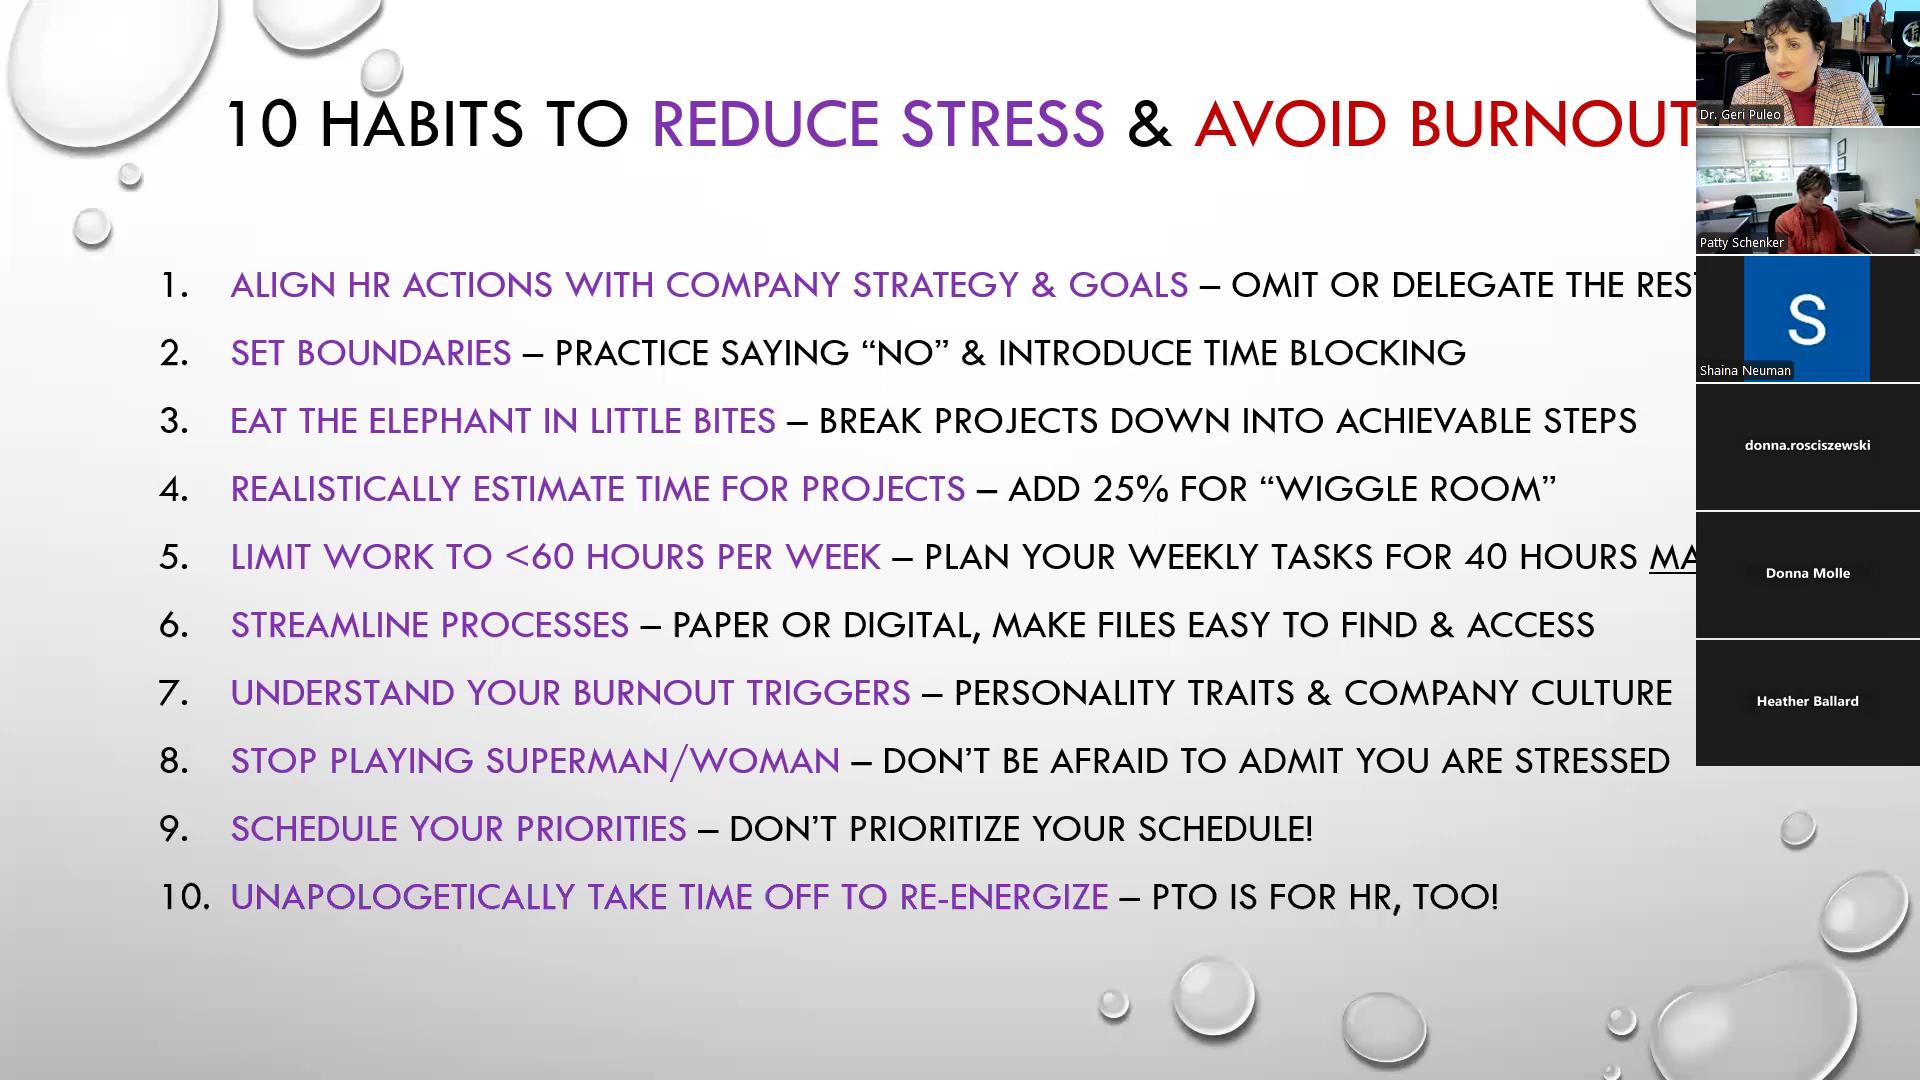 10 HABITS TO REDUCE STRESS & AVOID BURNOUT
1. ALIGN HR ACTIONS WITH COMPANY STRATEGY & GOALS – OMIT OR DELEGATE THE REST
2. SET BOUNDARIES – PRACTICE SAYING “NO” & INTRODUCE TIME BLOCKING
3. EAT THE ELEPHANT IN LITTLE BITES – BREAK PROJECTS DOWN INTO ACHIEVABLE STEPS
4. REALISTICALLY ESTIMATE TIME FOR PROJECTS – ADD 25% FOR “WIGGLE ROOM”
5. LIMIT WORK TO <60 HOURS PER WEEK – PLAN YOUR WEEKLY TASKS FOR 40 HOURS
6. STREAMLINE PROCESSES – PAPER OR DIGITAL, MAKE FILES EASY TO FIND & ACCESS
7. UNDERSTAND YOUR BURNOUT TRIGGERS – PERSONALITY TRAITS & COMPANY CULTURE
8. STOP PLAYING SUPERMAN/WOMAN – DON’T BE AFRAID TO ADMIT YOU ARE STRESSED
9. SCHEDULE YOUR PRIORITIES – DON’T PRIORITIZE YOUR SCHEDULE!
10. UNAPOLOGETICALLY TAKE TIME OFF TO RE-ENERGIZE – PTO IS FOR HR, TOO!
Dr. Geri Puleo
Patty Schenker
S
Shaina Neuman
donna.rosciszewski
Donna Molle
Heather Ballard